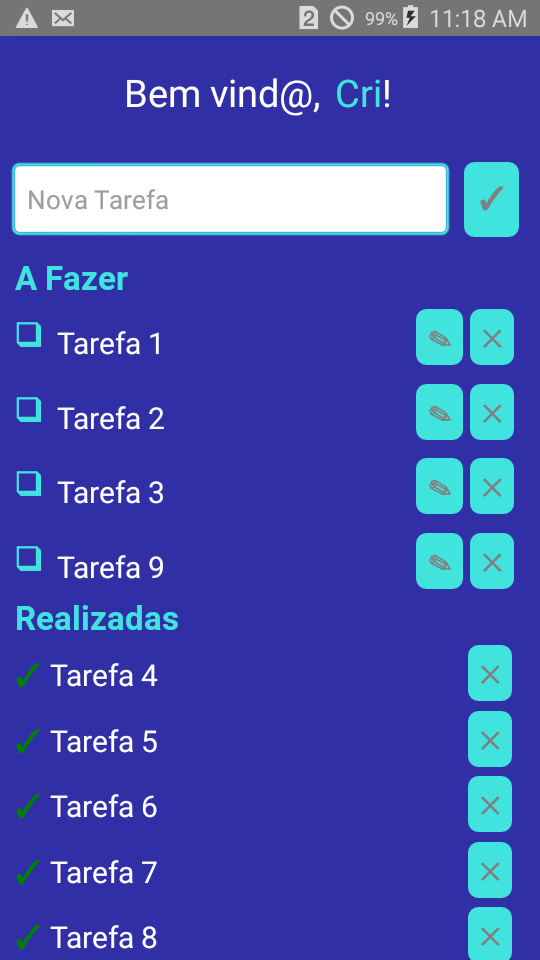 2 99% 11:18 AM
Bem vind@, Cri!
Nova Tarefa
A Fazer
Tarefa 1
Tarefa 2
Tarefa 3
Tarefa 9
Realizadas
Tarefa 4
Tarefa 5
Tarefa 6
Tarefa 7
Tarefa 8